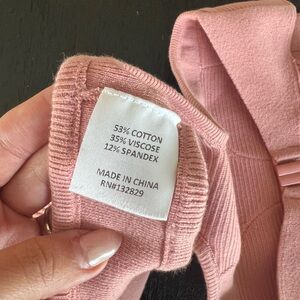 53% COTTON
35% VISCOSE
12% SPANDEX
MADE IN CHINA
RN#132829